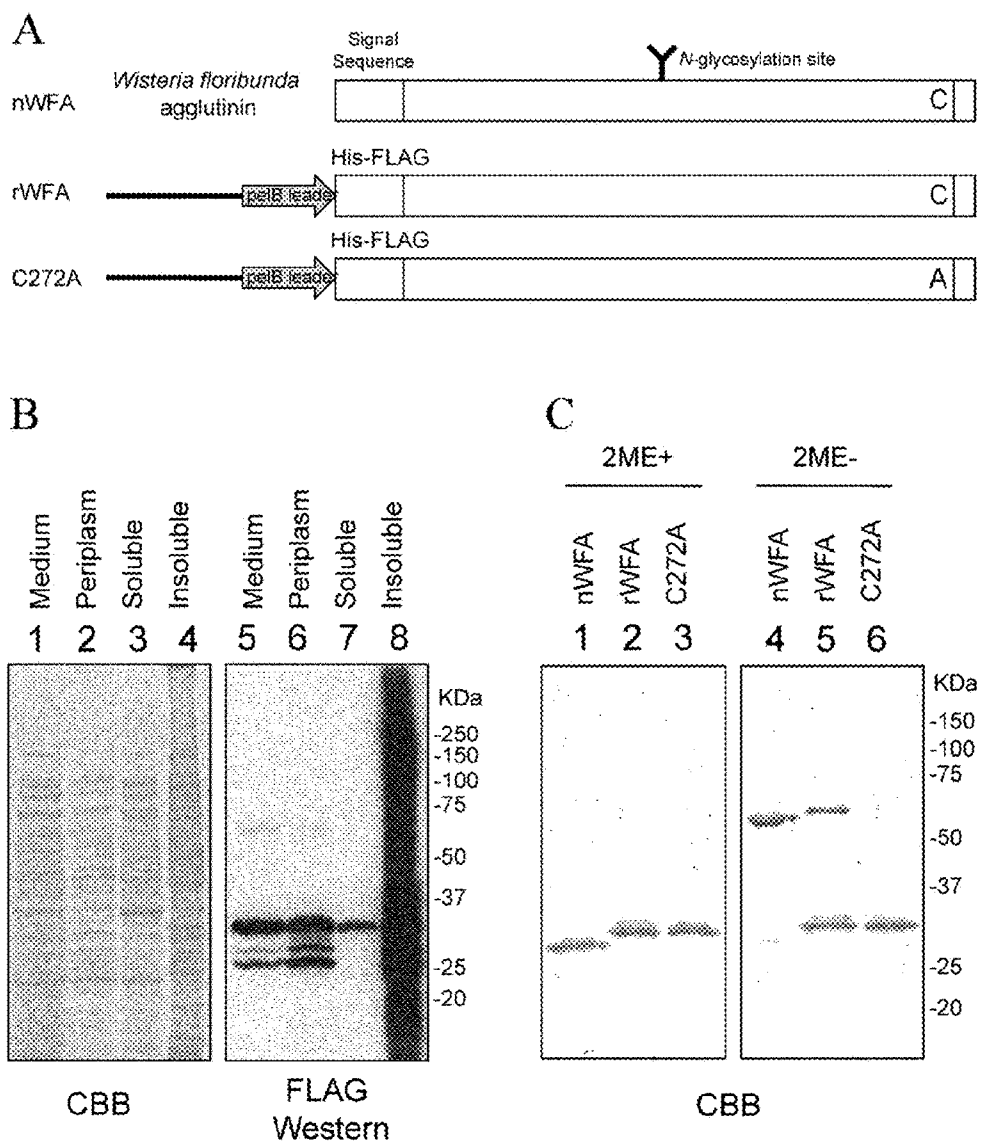 A
Signal
Sequence
N-glycosylation site
Wisteria floribunda
agglutinin
nWFA
C
His-FLAG
rWFA
pelB leader
C
His-FLAG
C272A
pelB leader
A
B
Medium
Periplasm
Soluble
Insoluble
Medium
Periplasm
Soluble
Insoluble
1 2 3 4
5 6 7 8
KDa
-250
-150
-100
-75
-50
-37
-25
-20
CBB
FLAG
Western
C
2ME+
2ME-
nWFA
rWFA
C272A
nWFA
rWFA
C272A
1 2 3
4 5 6
KDa
-150
-100
-75
-50
-37
-25
-20
CBB